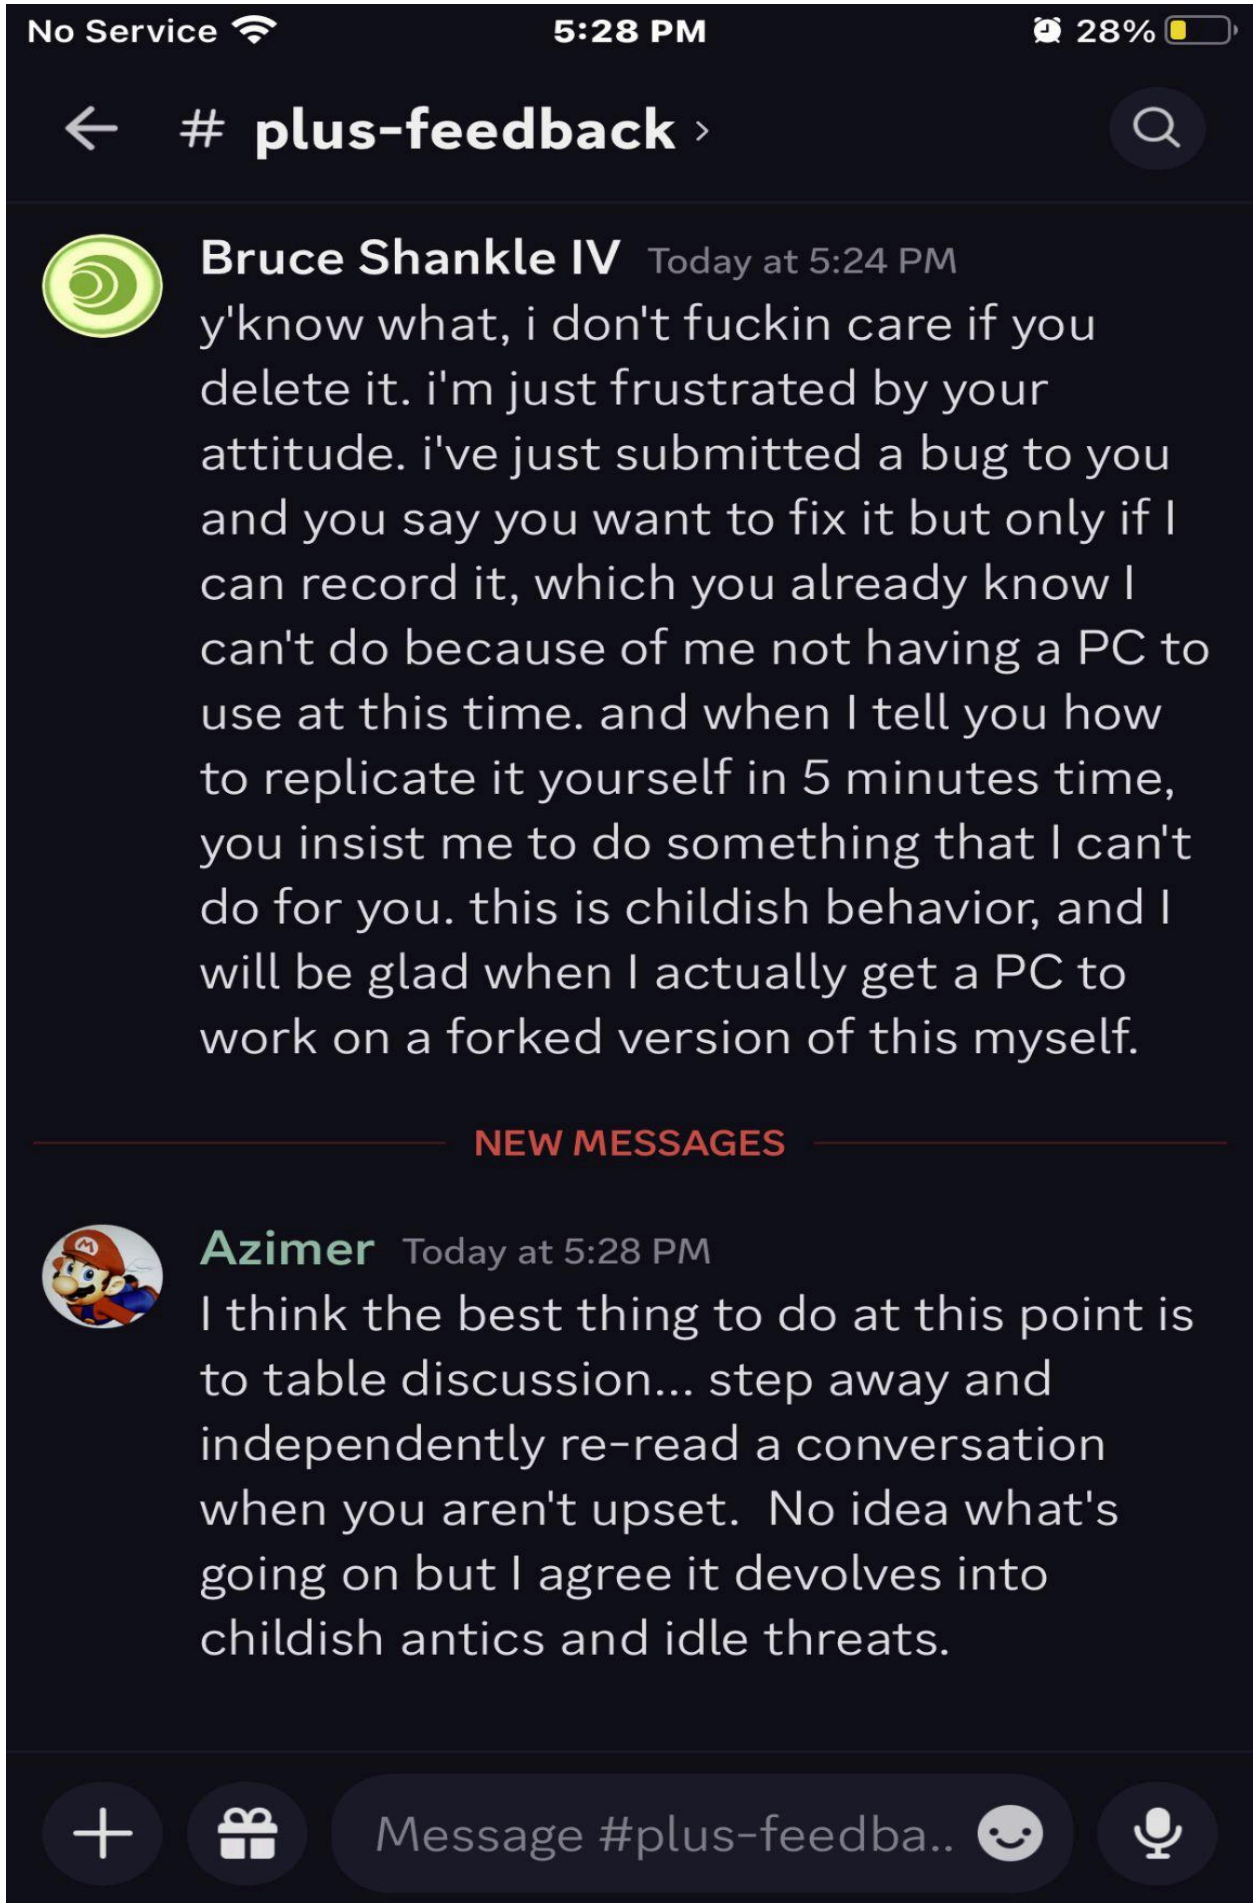 No Service 5:28 PM 28%
# plus-feedback >
Bruce Shankle IV Today at 5:24 PM
y'know what, i don't fuckin care if you
delete it. i'm just frustrated by your
attitude. i've just submitted a bug to you
and you say you want to fix it but only if I
can record it, which you already know I
can't do because of me not having a PC to
use at this time. and when I tell you how
to replicate it yourself in 5 minutes time,
you insist me to do something that I can't
do for you. this is childish behavior, and I
will be glad when I actually get a PC to
work on a forked version of this myself.
NEW MESSAGES
Azimer Today at 5:28 PM
I think the best thing to do at this point is
to table discussion... step away and
independently re-read a conversation
when you aren't upset.  No idea what's
going on but I agree it devolves into
childish antics and idle threats.
Message #plus-feedba..